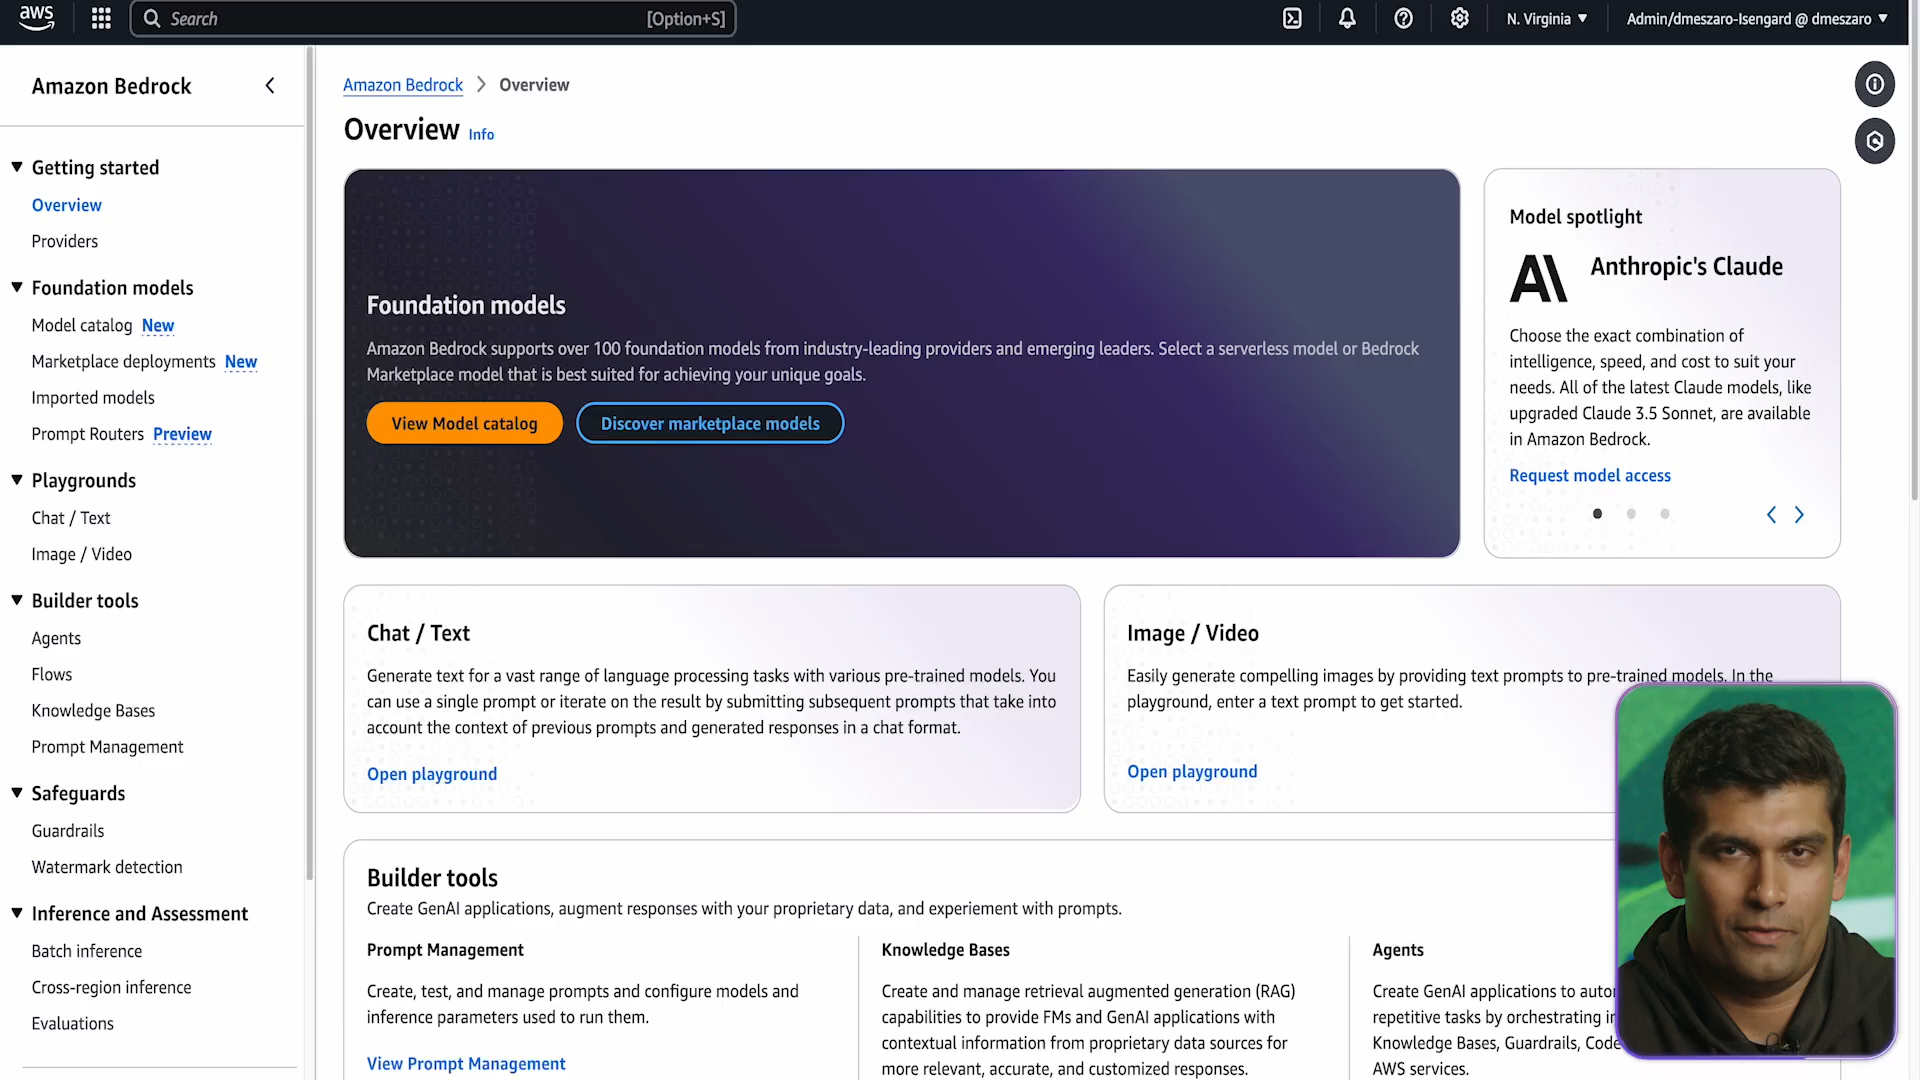 aws
Search
[Option+S]
N. Virginia
Admin/dmeszaro-Isengard @ dmeszaro
Amazon Bedrock
Getting started
Overview
Providers
Foundation models
Model catalog New
Marketplace deployments New
Imported models
Prompt Routers Preview
Playgrounds
Chat / Text
Image / Video
Builder tools
Agents
Flows
Knowledge Bases
Prompt Management
Safeguards
Guardrails
Watermark detection
Inference and Assessment
Batch inference
Cross-region inference
Evaluations
Amazon Bedrock > Overview
Overview Info
Foundation models
Amazon Bedrock supports over 100 foundation models from industry-leading providers and emerging leaders. Select a serverless model or Bedrock
Marketplace model that is best suited for achieving your unique goals.
View Model catalog
Discover marketplace models
Model spotlight
Anthropic's Claude
Choose the exact combination of
intelligence, speed, and cost to suit your
needs. All of the latest Claude models, like
upgraded Claude 3.5 Sonnet, are available
in Amazon Bedrock.
Request model access
Chat / Text
Generate text for a vast range of language processing tasks with various pre-trained models. You
can use a single prompt or iterate on the result by submitting subsequent prompts that take into
account the context of previous prompts and generated responses in a chat format.
Open playground
Image / Video
Easily generate compelling images by providing text prompts to pre-trained models. In the
playground, enter a text prompt to get started.
Open playground
Builder tools
Create GenAI applications, augment responses with your proprietary data, and experiement with prompts.
Prompt Management
Create, test, and manage prompts and configure models and
inference parameters used to run them.
View Prompt Management
Knowledge Bases
Create and manage retrieval augmented generation (RAG)
capabilities to provide FMs and GenAI applications with
contextual information from proprietary data sources for
more relevant, accurate, and customized responses.
Agents
Create GenAI applications to
repetitive tasks by orchestrating
Knowledge Bases, Guardrails, Code
AWS services.